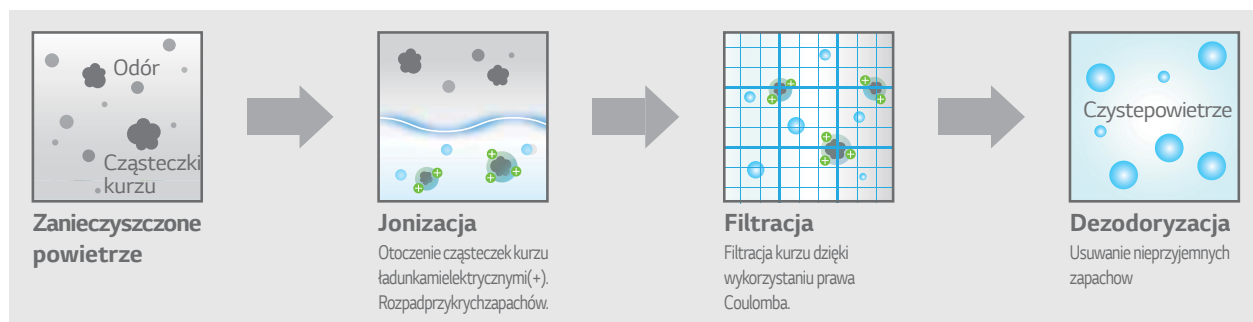 Odór
Cząsteczki
kurzu
Zanieczyszczone
powietrze
Jonizacja
Otoczenie cząsteczek kurzu
ładunkamielektrycznymi(+).
Rozpadprzykrychzapachów.
Filtracja
Filtracja kurzu dzięki
wykorzystaniu prawa
Coulomba.
Czystepowietrze
Dezodoryzacja
Usuwanie nieprzyjemnych
zapachow